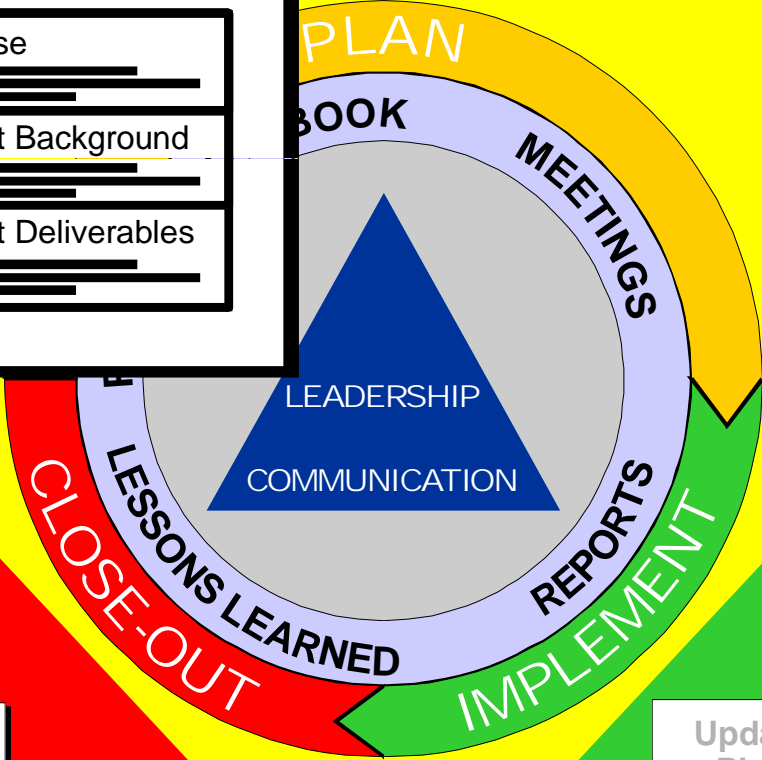 se
t Background
t Deliverables
PLAN
BOOK
MEETINGS
LEADERSHIP
COMMUNICATION
REPORTS
IMPLEMENT
LESSONS LEARNED
CLOSE-OUT
Upda